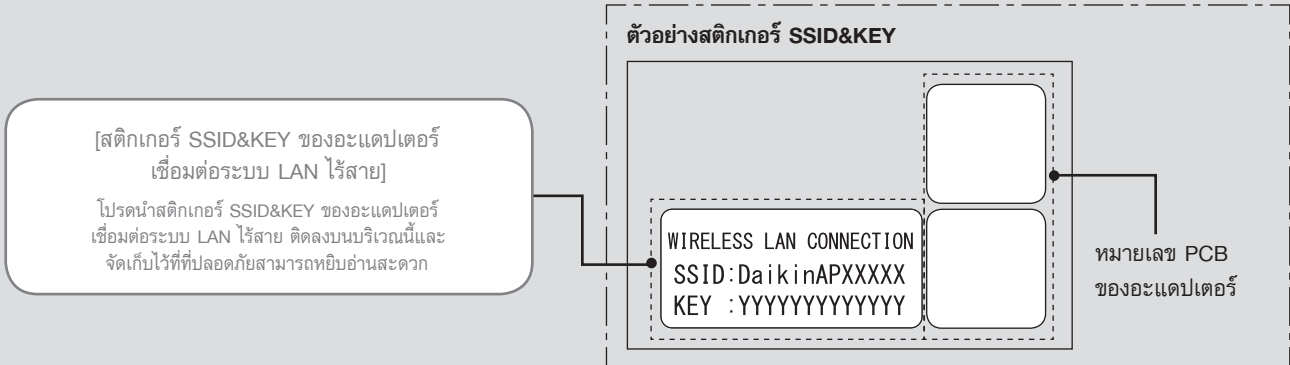 ตัวอย่างสติกเกอร์ SSID&KEY
[สติกเกอร์ SSID&KEY ของอะแดปเตอร์
เชื่อมต่อระบบ LAN ไร้สาย]
โปรดนำสติกเกอร์ SSID&KEY ของอะแดปเตอร์
เชื่อมต่อระบบ LAN ไร้สาย ติดลงบนบริเวณนี้และ
จัดเก็บไว้ที่ที่ปลอดภัยสามารถหยิบอ่านสะดวก
WIRELESS LAN CONNECTION
SSID:DaikinAPXXXXX
KEY :YYYYYYYYYYYYY
หมายเลข PCB
ของอะแดปเตอร์